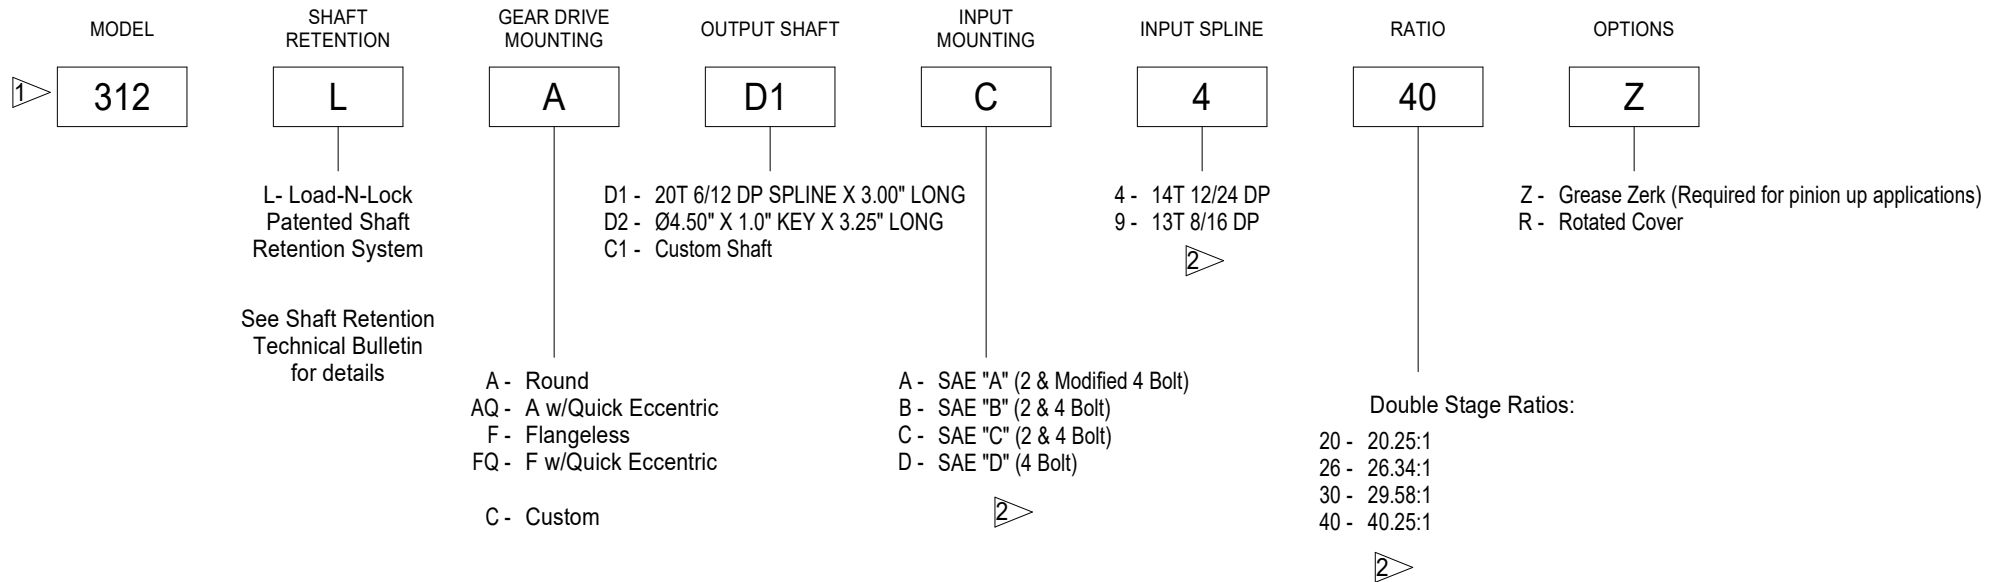 MODEL
SHAFT
RETENTION
GEAR DRIVE
MOUNTING
OUTPUT SHAFT
INPUT
MOUNTING
INPUT SPLINE
RATIO
OPTIONS
1
312
L
A
D1
C
4
40
Z
L- Load-N-Lock
Patented Shaft
Retention System
See Shaft Retention
Technical Bulletin
for details
A - Round
AQ - A w/Quick Eccentric
F - Flangeless
FQ - F w/Quick Eccentric
C - Custom
D1 - 20T 6/12 DP SPLINE X 3.00" LONG
D2 - Ø4.50" X 1.0" KEY X 3.25" LONG
C1 - Custom Shaft
A - SAE "A" (2 & Modified 4 Bolt)
B - SAE "B" (2 & 4 Bolt)
C - SAE "C" (2 & 4 Bolt)
D - SAE "D" (4 Bolt)
2
4 - 14T 12/24 DP
9 - 13T 8/16 DP
2
Double Stage Ratios:
20 - 20.25:1
26 - 26.34:1
30 - 29.58:1
40 - 40.25:1
2
Z - Grease Zerk (Required for pinion up applications)
R - Rotated Cover